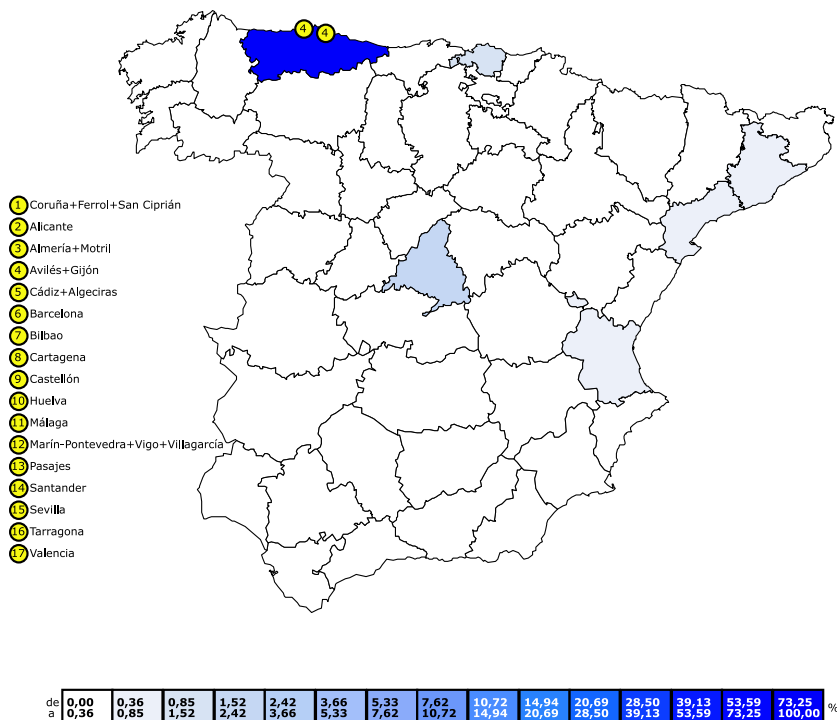 4 4
1 Coruña+Ferrol+San Ciprián
2 Alicante
3 Almería+Motril
4 Avilés+Gijón
5 Cádiz+Algeciras
6 Barcelona
7 Bilbao
8 Cartagena
9 Castellón
10 Huelva
11 Málaga
12 Marín-Pontevedra+Vigo+Villagarcía
13 Pasajes
14 Santander
15 Sevilla
16 Tarragona
17 Valencia
de 0,00 0,36 0,85 1,52 2,42 3,66 5,33 7,62 10,72 14,94 20,69 28,50 39,13 53,59 73,25
a 0,36 0,85 1,52 2,42 3,66 5,33 7,62 10,72 14,94 20,69 28,50 39,13 53,59 73,25 100,00 %